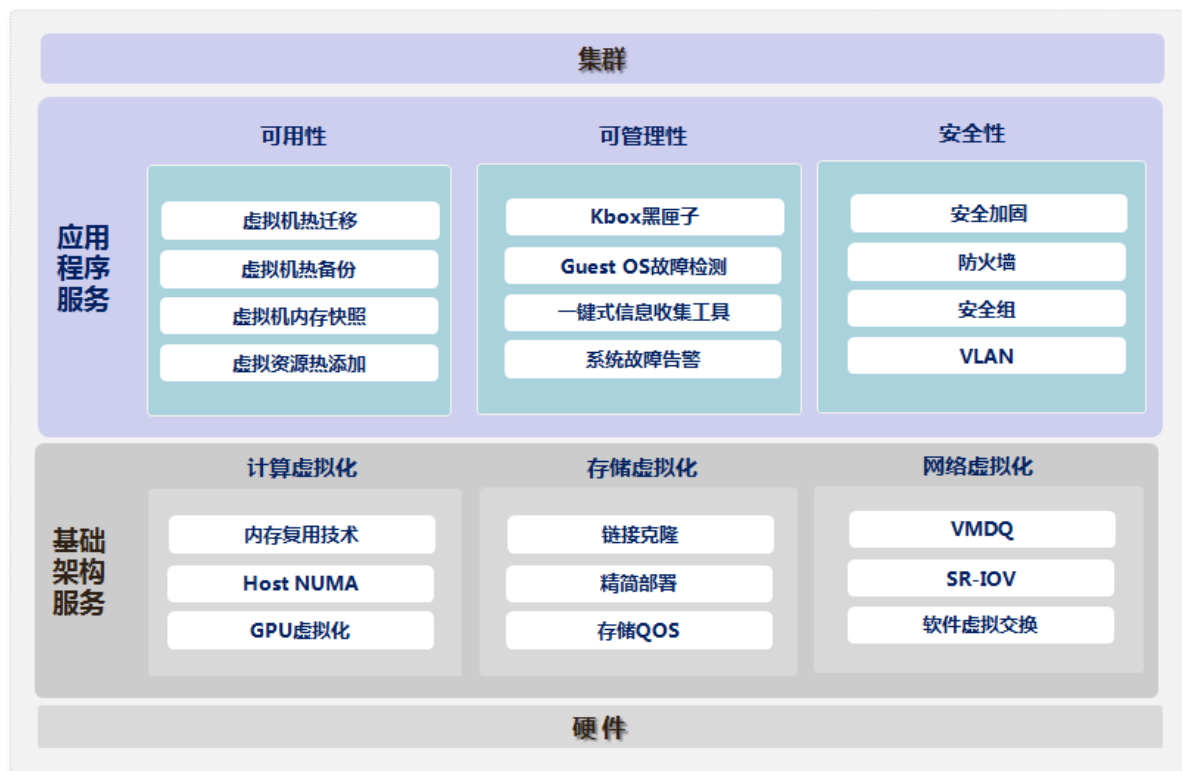 集群
应用
程序
服务
可用性
虚拟机热迁移
虚拟机热备份
虚拟机内存快照
虚拟资源热添加
可管理性
Kbox黑匣子
Guest OS故障检测
一键式信息收集工具
系统故障告警
安全性
安全加固
防火墙
安全组
VLAN
基础
架构
服务
计算虚拟化
内存复用技术
Host NUMA
GPU虚拟化
存储虚拟化
链接克隆
精简部署
存储QOS
网络虚拟化
VMDQ
SR-IOV
软件虚拟交换
硬件